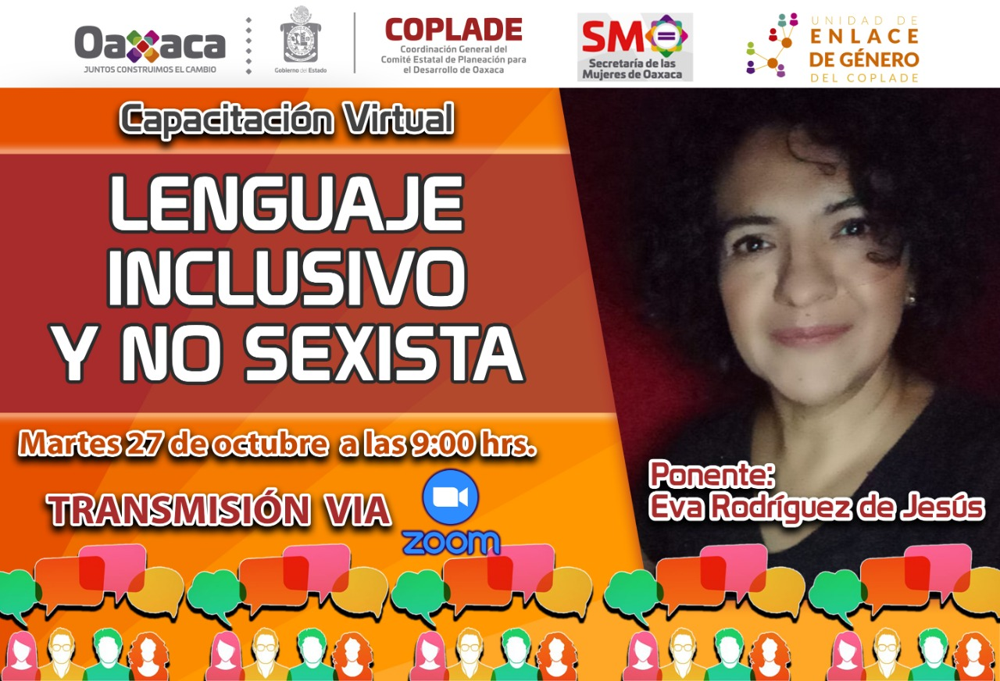 Oaxaca
JUNTOS CONSTRUIMOS EL CAMBIO
Gobierno del Estado
COPLADE
Coordinación General del
Comité Estatal de Planeación para
el Desarrollo de Oaxaca
SMO
Secretaría de las
Mujeres de Oaxaca
UNIDAD DE
ENLACE
DE GÉNERO
DEL COPLADE
Capacitación Virtual
LENGUAJE
INCLUSIVO
Y NO SEXISTA
Martes 27 de octubre a las 9:00 hrs.
TRANSMISIÓN VIA
zoom
Ponente:
Eva Rodríguez de Jesús